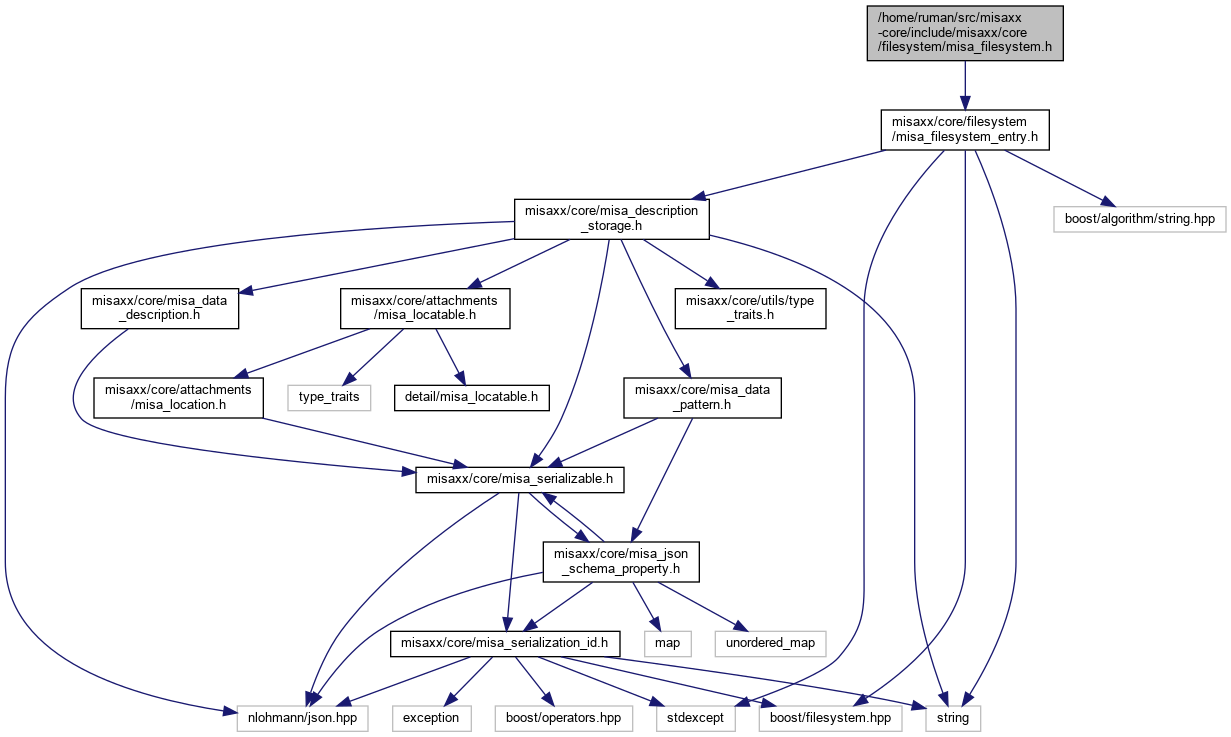 /home/ruman/src/misaxx
-core/include/misaxx/core
/filesystem/misa_filesystem.h
misaxx/core/filesystem
/misa_filesystem_entry.h
misaxx/core/misa_description
_storage.h
boost/algorithm/string.hpp
misaxx/core/misa_data
_description.h
misaxx/core/attachments
/misa_locatable.h
misaxx/core/utils/type
_traits.h
misaxx/core/attachments
/misa_location.h
type_traits
detail/misa_locatable.h
misaxx/core/misa_data
_pattern.h
misaxx/core/misa_serializable.h
misaxx/core/misa_json
_schema_property.h
misaxx/core/misa_serialization_id.h
map
unordered_map
nlohmann/json.hpp
exception
boost/operators.hpp
stdexcept
boost/filesystem.hpp
string